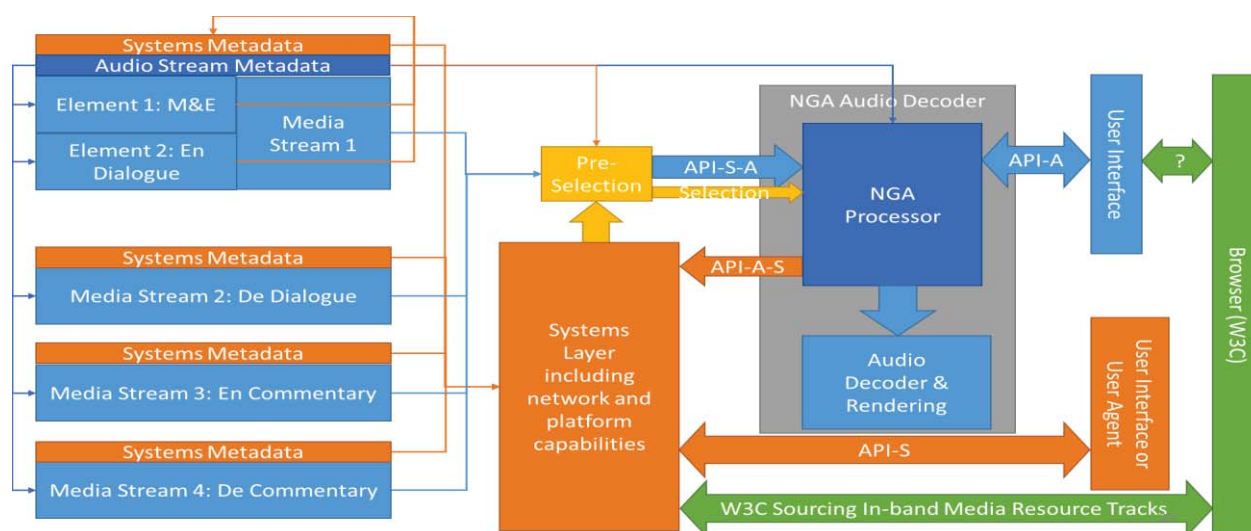 Systems Metadata
Audio Stream Metadata
Element 1: M&E
Element 2: En
Dialogue
Media
Stream 1
Systems Metadata
Media Stream 2: De Dialogue
Systems Metadata
Media Stream 3: En Commentary
Systems Metadata
Media Stream 4: De Commentary
Pre-
Selection
API-S-A
Selection
API-A-S
Systems
Layer
including
network and
platform
capabilities
NGA Audio Decoder
NGA
Processor
Audio
Decoder &
Rendering
API-A
User Interface
?
API-S
User Interface or
User Agent
W3C Sourcing In-band Media Resource Tracks
Browser (W3C)